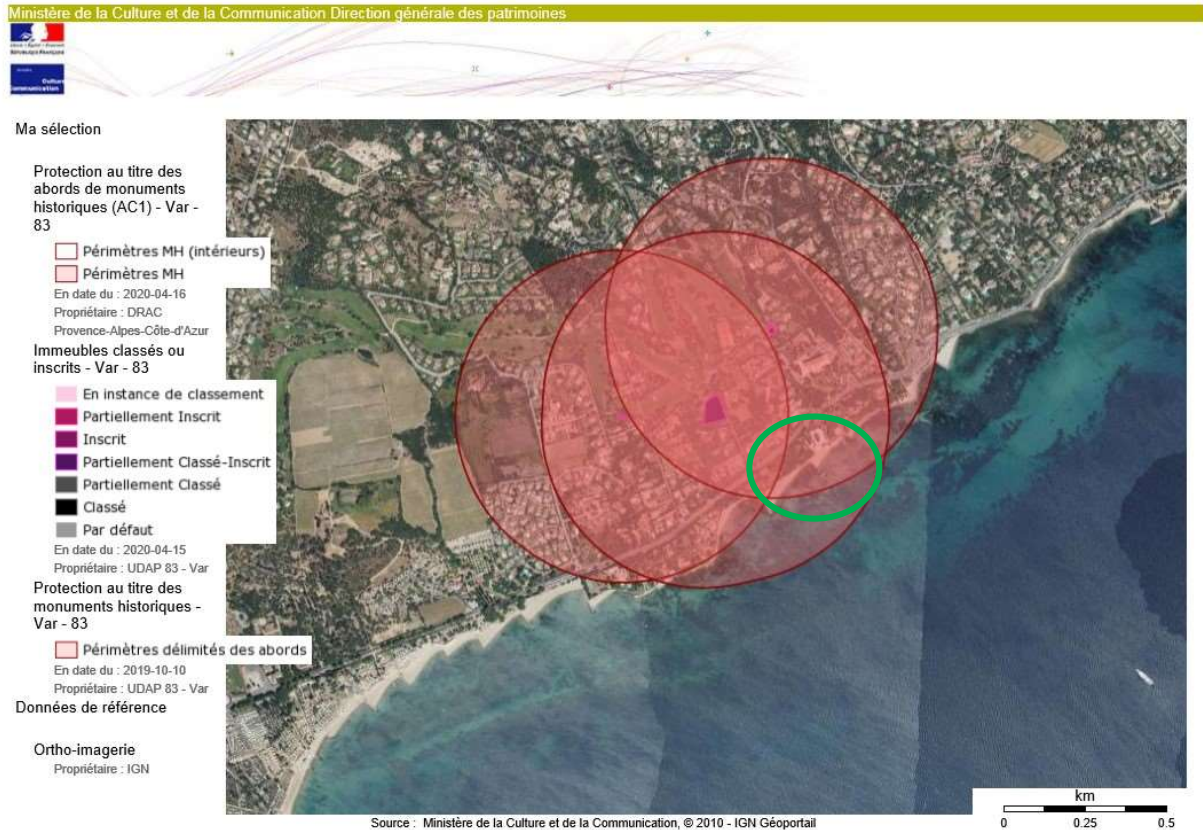 Ministère de la Culture et de la Communication Direction générale des patrimoines
RÉPUBLIQUE FRANÇAISE
Culture
Communication
Ma sélection
Protection au titre des
abords de monuments
historiques (AC1) - Var -
83
Périmètres MH (intérieurs)
Périmètres MH
En date du : 2020-04-16
Propriétaire : DRAC
Provence-Alpes-Côte-d'Azur
Immeubles classés ou
inscrits - Var - 83
En instance de classement
Partiellement Inscrit
Inscrit
Partiellement Classé-Inscrit
Partiellement Classé
Classé
Par défaut
En date du : 2020-04-15
Propriétaire : UDAP 83 - Var
Protection au titre des
monuments historiques -
Var - 83
Périmètres délimités des abords
En date du : 2019-10-10
Propriétaire : UDAP 83 - Var
Données de référence
Ortho-imagerie
Propriétaire : IGN
km
0 0.25 0.5
Source : Ministère de la Culture et de la Communication, © 2010 - IGN Géoportail